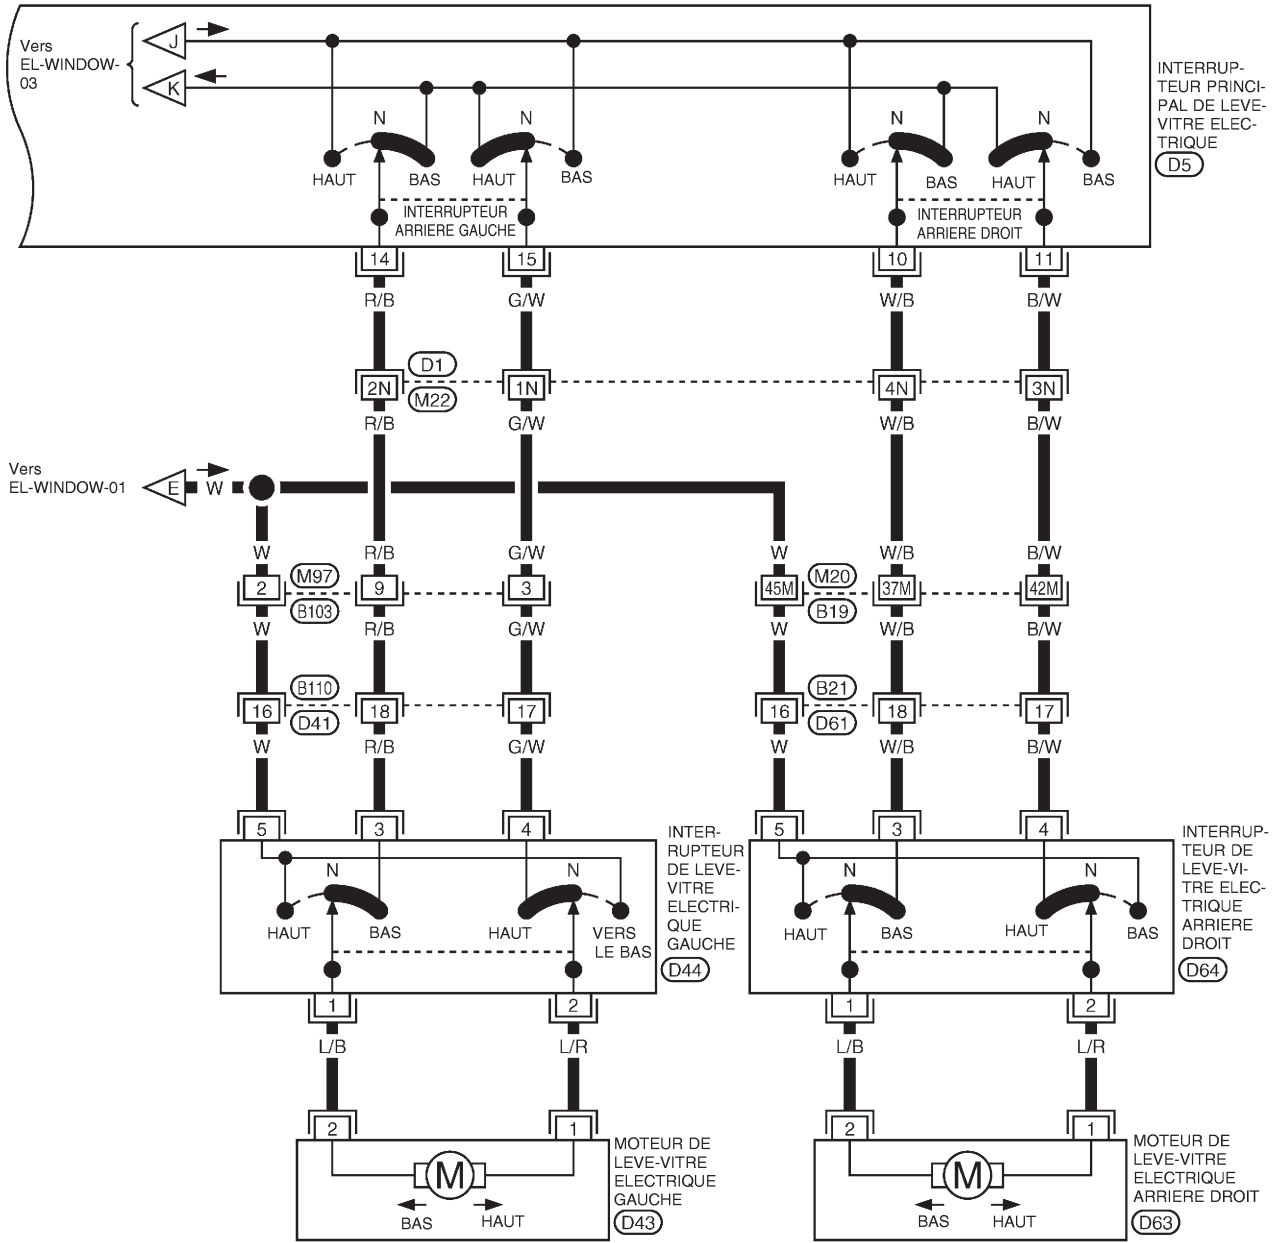 Vers
EL-WINDOW-
03
J
K
N
N
N
N
HAUT
BAS
HAUT
BAS
HAUT
BAS
HAUT
BAS
INTERRUPTEUR
ARRIERE GAUCHE
INTERRUPTEUR
ARRIERE DROIT
INTERRUP-
TEUR PRINCI-
PAL DE LEVE-
VITRE ELEC-
TRIQUE
D5
14
15
10
11
R/B
G/W
W/B
B/W
D1
2N
1N
4N
3N
M22
R/B
G/W
W/B
B/W
Vers
EL-WINDOW-01
E
W
W
R/B
G/W
W
W/B
B/W
2
M97
9
3
45M
M20
37M
42M
B103
B19
W
R/B
G/W
W
W/B
B/W
B110
B21
16
18
17
16
18
17
D41
D61
W
R/B
G/W
W
W/B
B/W
5
3
4
5
3
4
N
N
N
N
HAUT
BAS
HAUT
VERS
LE BAS
HAUT
BAS
HAUT
BAS
INTER-
RUPTEUR
DE LEVE-
VITRE
ELECTRI-
QUE
GAUCHE
D44
INTERRUP-
TEUR DE
LEVE-VI-
TRE ELEC-
TRIQUE
ARRIERE
DROIT
D64
1
2
1
2
L/B
L/R
L/B
L/R
2
1
2
1
M
M
BAS
HAUT
BAS
HAUT
MOTEUR DE
LEVE-VITRE
ELECTRIQUE
GAUCHE
D43
MOTEUR DE
LEVE-VITRE
ELECTRIQUE
ARRIERE DROIT
D63